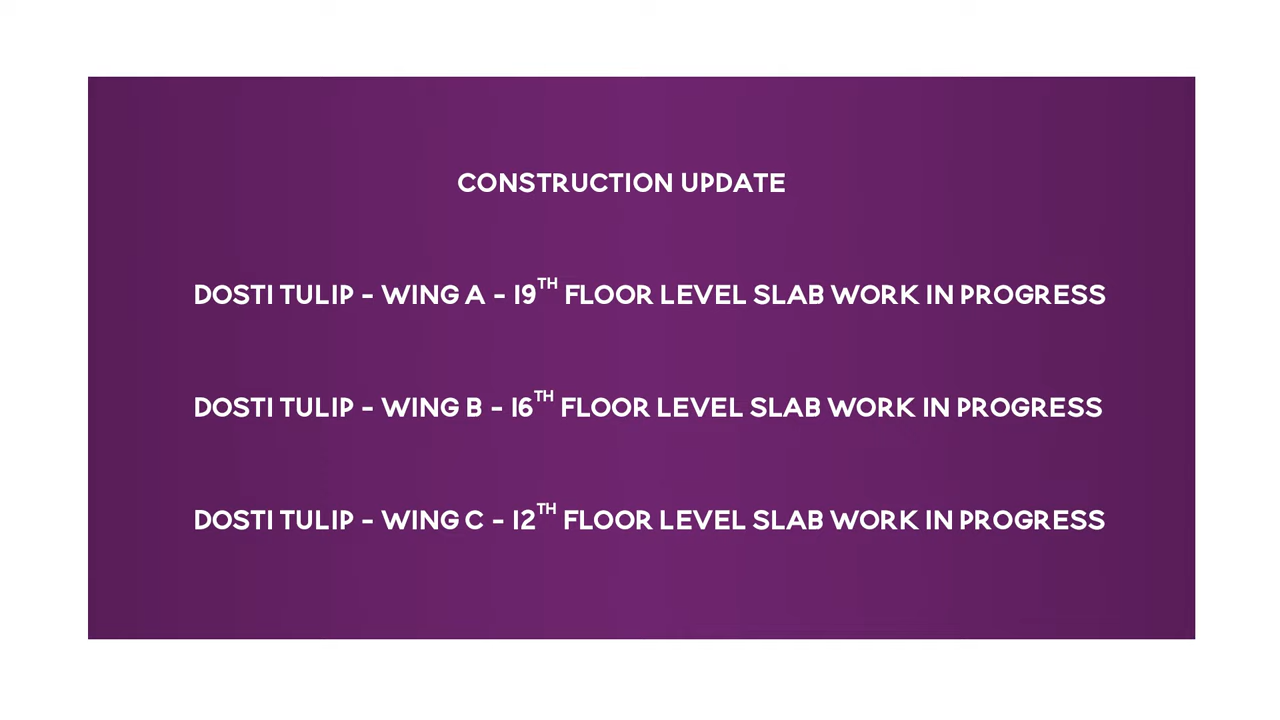 CONSTRUCTION UPDATE
DOSTI TULIP - WING A - 19TH FLOOR LEVEL SLAB WORK IN PROGRESS
DOSTI TULIP - WING B - 16TH FLOOR LEVEL SLAB WORK IN PROGRESS
DOSTI TULIP - WING C - 12TH FLOOR LEVEL SLAB WORK IN PROGRESS